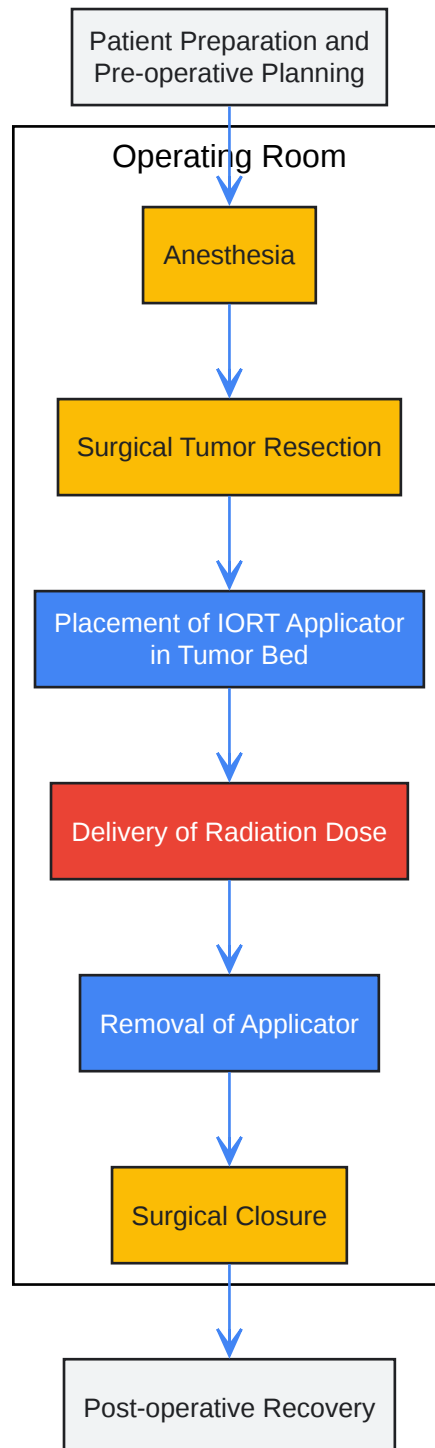 Patient Preparation and
Pre-operative Planning
Operating Room
Anesthesia
Surgical Tumor Resection
Placement of IORT Applicator
in Tumor Bed
Delivery of Radiation Dose
Removal of Applicator
Surgical Closure
Post-operative Recovery